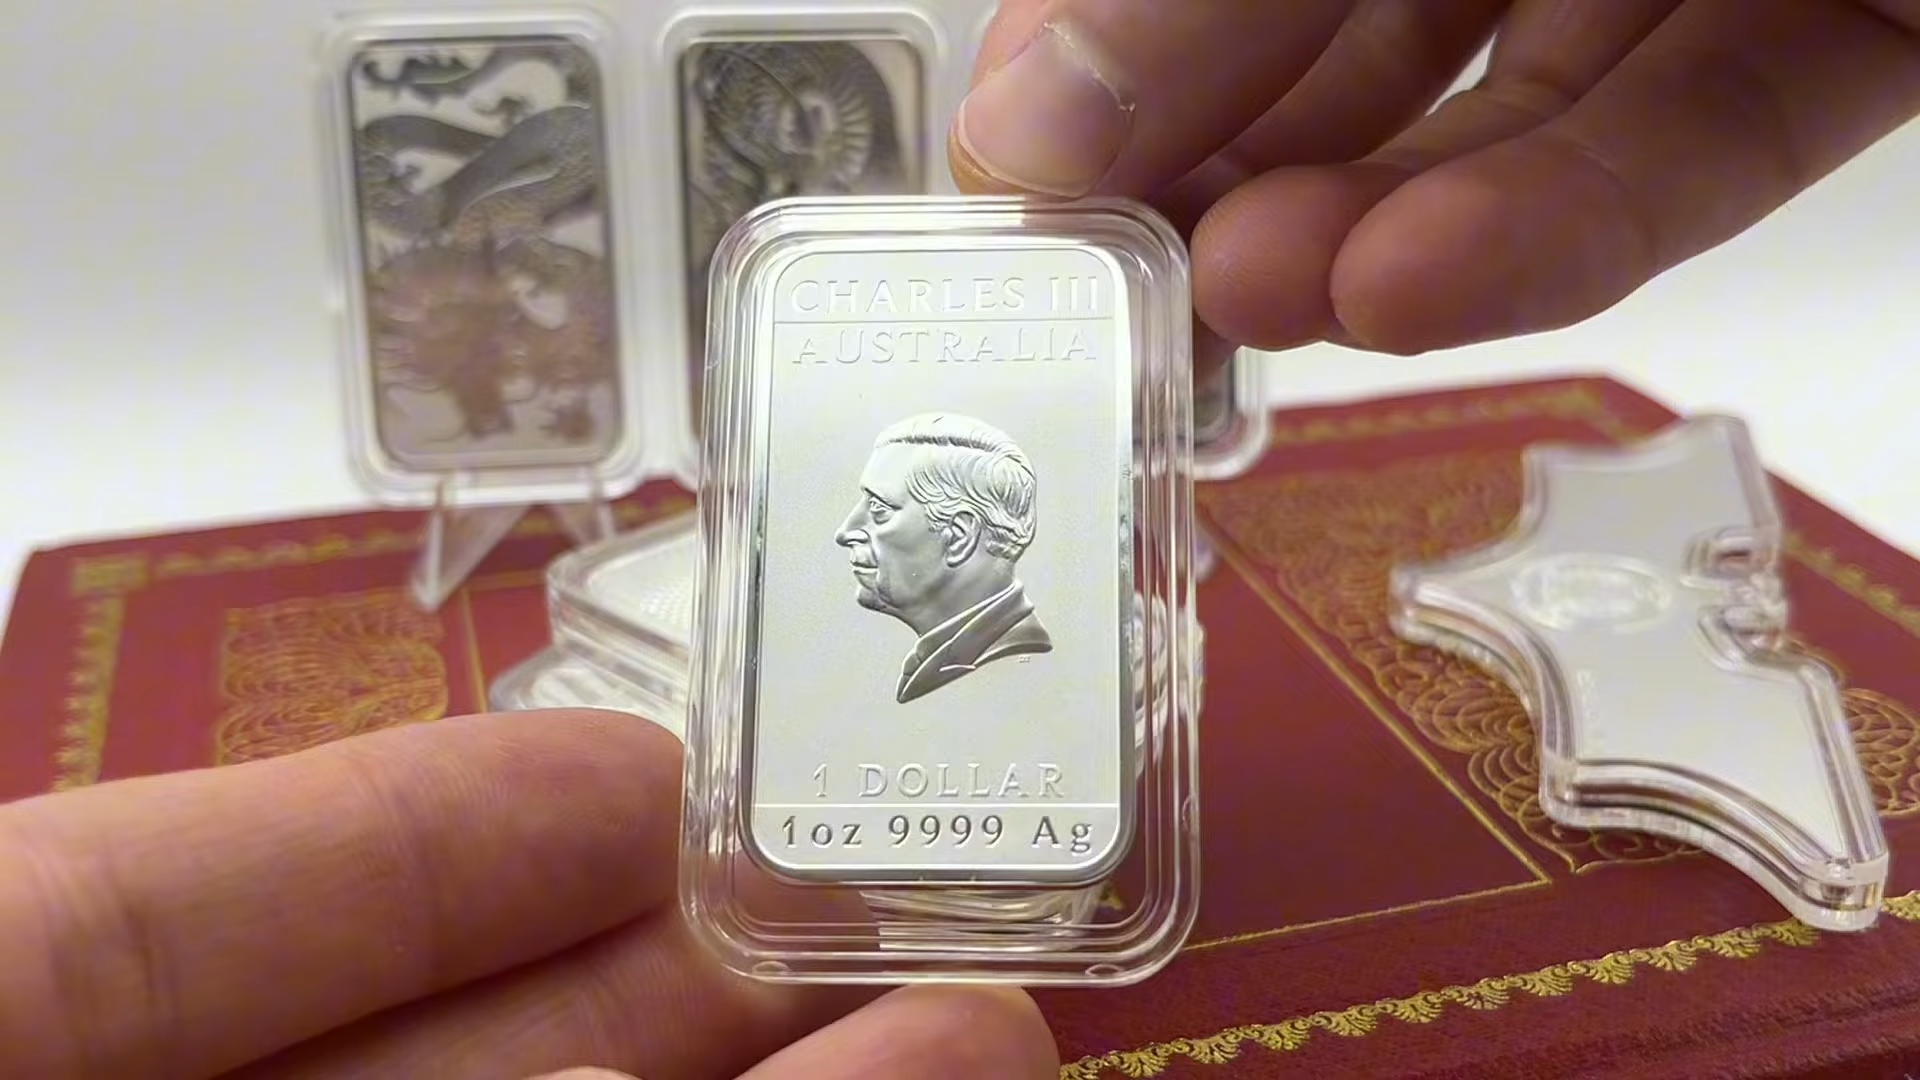 CHARLES III
AUSTRALIA
1 DOLLAR
1oz 9999 Ag